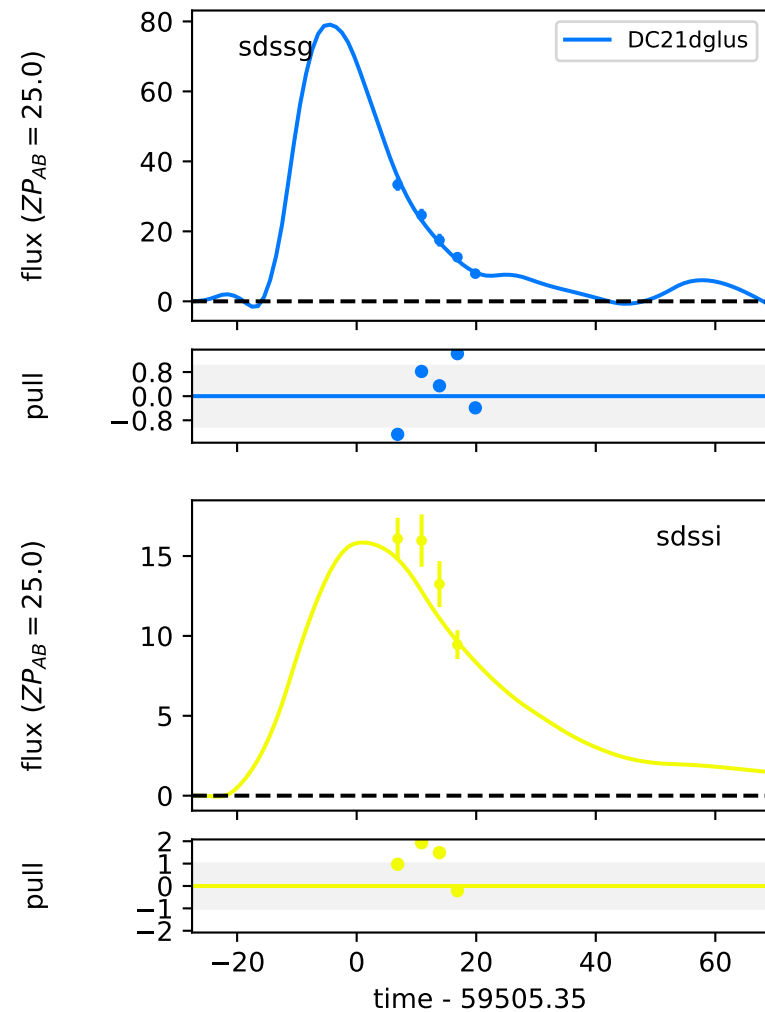 80
60
40
20
0
flux (ZP_AB = 25.0)
sdssg
DC21dglus
0.8
0.0
−0.8
pull
15
10
5
0
flux (ZP_AB = 25.0)
sdssi
2
1
0
−1
−2
pull
−20 0 20 40 60
time - 59505.35